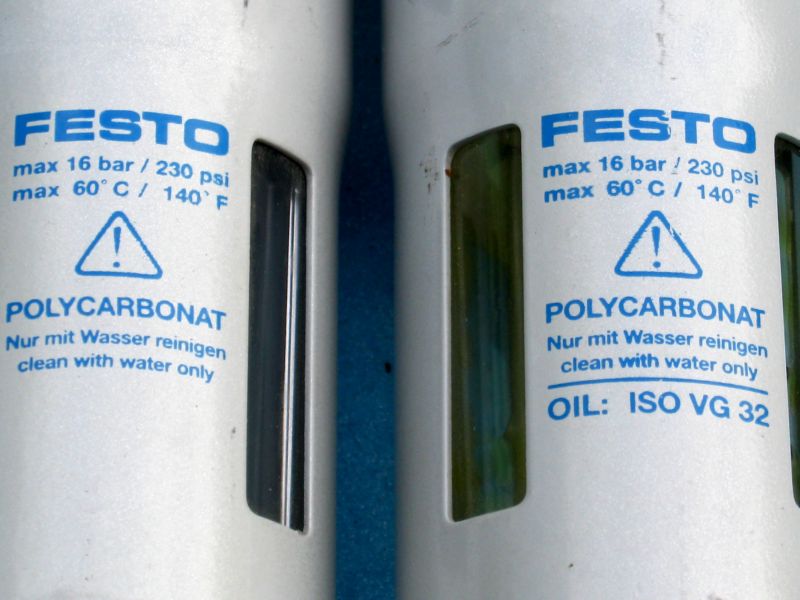 FESTO
max 16 bar / 230 psi
max 60° C / 140° F
!
POLYCARBONAT
Nur mit Wasser reinigen
clean with water only
FESTO
max 16 bar / 230 psi
max 60° C / 140° F
!
POLYCARBONAT
Nur mit Wasser reinigen
clean with water only
OIL: ISO VG 32